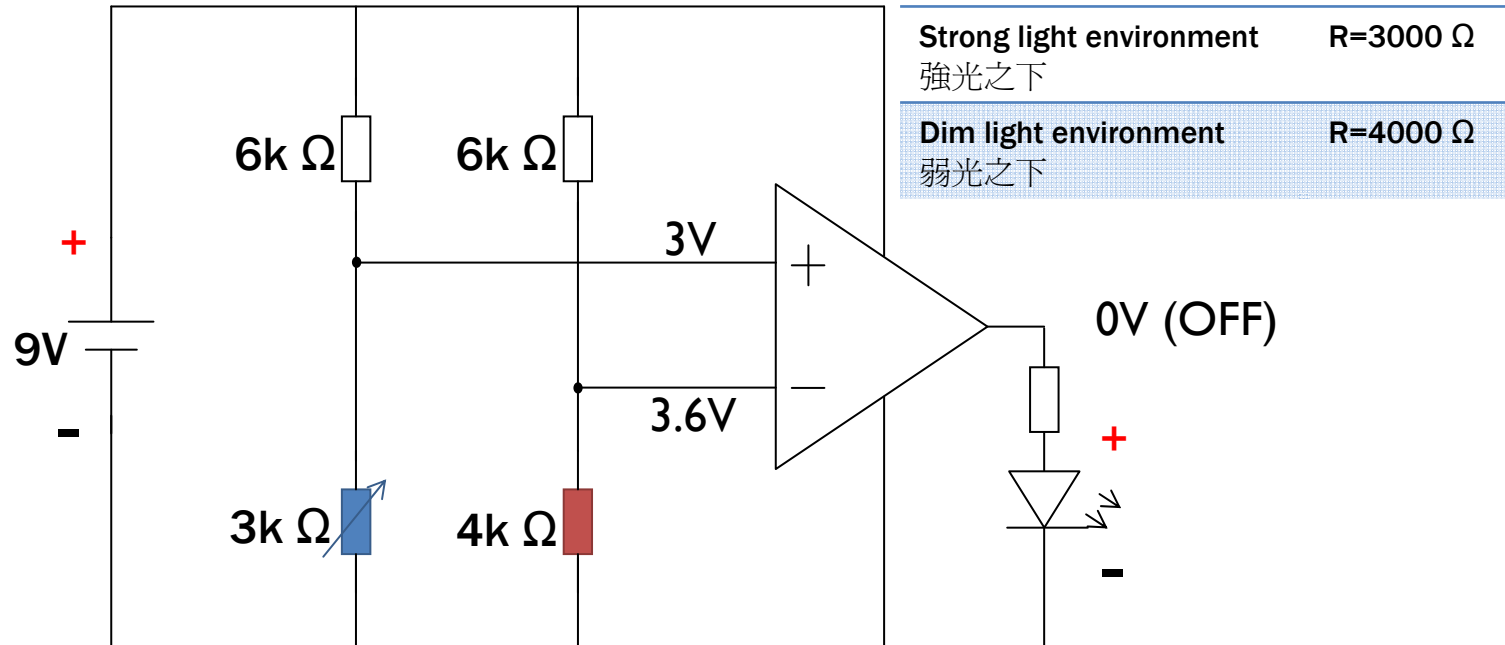 Strong light environment R=3000 Ω
強光之下
Dim light environment R=4000 Ω
弱光之下
6k Ω 6k Ω
+
3V
+
0V (OFF)
9V
−
3.6V
-
+
3k Ω 4k Ω
-